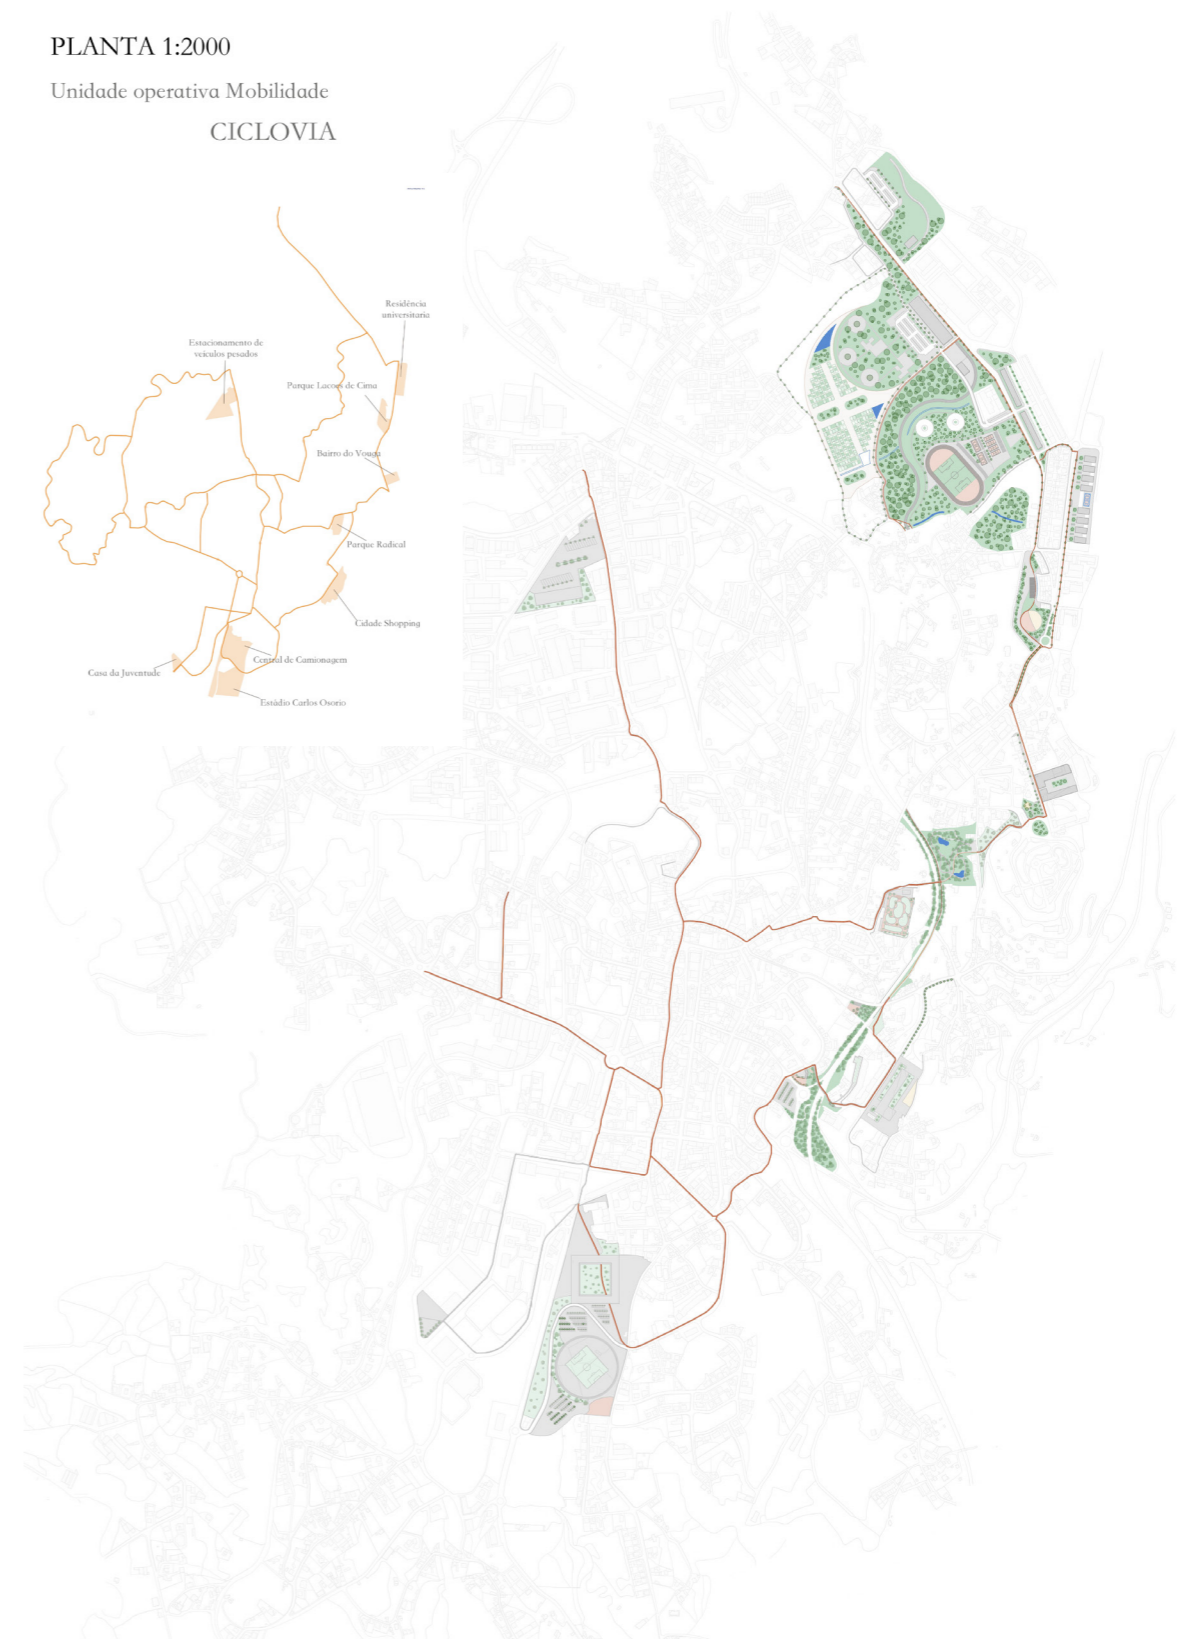 PLANTA 1:2000
Unidade operativa Mobilidade
CICLOVIA
Residência
universitaria
Estacionamento de
veículos pesados
Parque Lacoes de Cima
Bairro do Vouga
Parque Radical
Cidade Shopping
Central de Camionagem
Casa da Juventude
Estádio Carlos Osorio